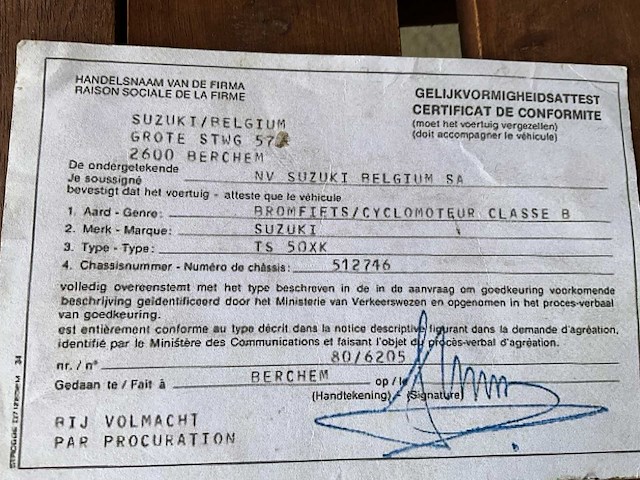 HANDELSNAAM VAN DE FIRMA
RAISON SOCIALE DE LA FIRME
GELIJKVORMIGHEIDSATTEST
CERTIFICAT DE CONFORMITE
(moet het voertuig vergezellen)
(doit accompagner le véhicule)
SUZUKI/BELGIUM
GROTE STWG 57
2600 BERCHEM
De ondergetekende
Je soussigné NV SUZUKI BELGIUM SA
bevestigt dat het voertuig - atteste que le véhicule
1. Aard - Genre: BROMFIETS/CYCLOMOTEUR CLASSE B
2. Merk - Marque: SUZUKI
3. Type - Type: TS 50XK
4. Chassisnummer - Numéro de châssis: 512746
volledig overeenstemt met het type beschreven in de in de aanvraag om goedkeuring voorkomende
beschrijving geïdentificeerd door het Ministerie van Verkeerswezen en opgenomen in het proces-verbaal
van goedkeuring.
est entièrement conforme au type décrit dans la notice descriptive figurant dans la demande d'agréation,
identifié par le Ministère des Communications et faisant l'objet du procès-verbal d'agréation.
nr. / n° 80/6205
Gedaan te / Fait à BERCHEM op / le
(Handtekening) - (Signature)
BIJ VOLMACHT
PAR PROCURATION
34